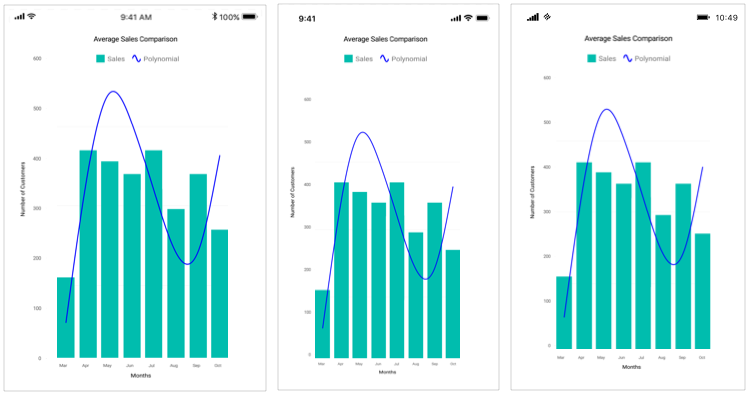 9:41 AM
100%
Average Sales Comparison
Sales
Polynomial
600
500
400
300
200
100
0
Number of Customers
Mar Apr May Jun Jul Aug Sep Oct
Months
9:41
Average Sales Comparison
Sales
Polynomial
600
500
400
300
200
100
0
Number of Customers
Mar Apr May Jun Jul Aug Sep Oct
Months
10:49
Average Sales Comparison
Sales
Polynomial
600
500
400
300
200
100
0
Number of Customers
Mar Apr May Jun Jul Aug Sep Oct
Months